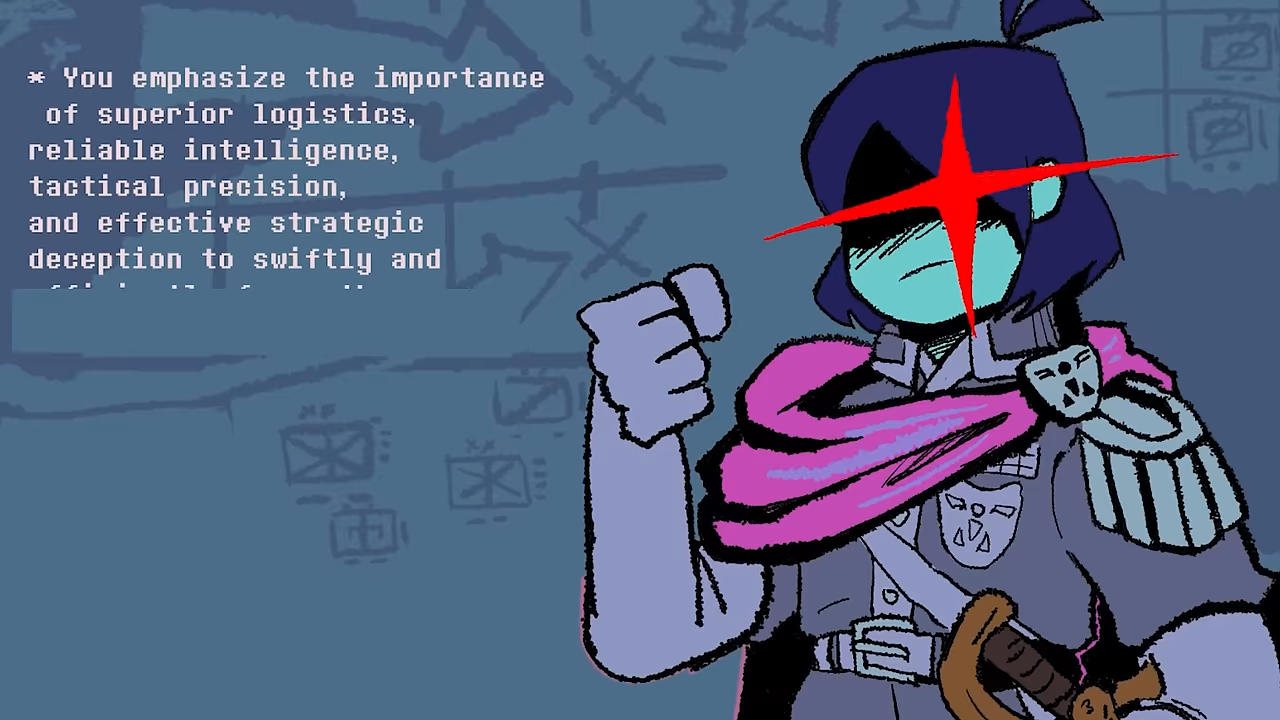 * You emphasize the importance
of superior logistics,
reliable intelligence,
tactical precision,
and effective strategic
deception to swiftly and